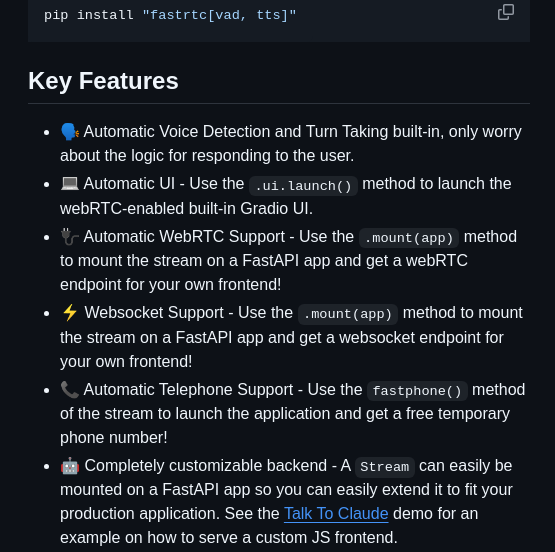 pip install "fastrtc[vad, tts]"
Key Features
🗣️ Automatic Voice Detection and Turn Taking built-in, only worry
about the logic for responding to the user.
💻 Automatic UI - Use the .ui.launch() method to launch the
webRTC-enabled built-in Gradio UI.
🔌 Automatic WebRTC Support - Use the .mount(app) method
to mount the stream on a FastAPI app and get a webRTC
endpoint for your own frontend!
⚡️ Websocket Support - Use the .mount(app) method to mount
the stream on a FastAPI app and get a websocket endpoint for
your own frontend!
📞 Automatic Telephone Support - Use the fastphone() method
of the stream to launch the application and get a free temporary
phone number!
🤖 Completely customizable backend - A Stream can easily be
mounted on a FastAPI app so you can easily extend it to fit your
production application. See the Talk To Claude demo for an
example on how to serve a custom JS frontend.